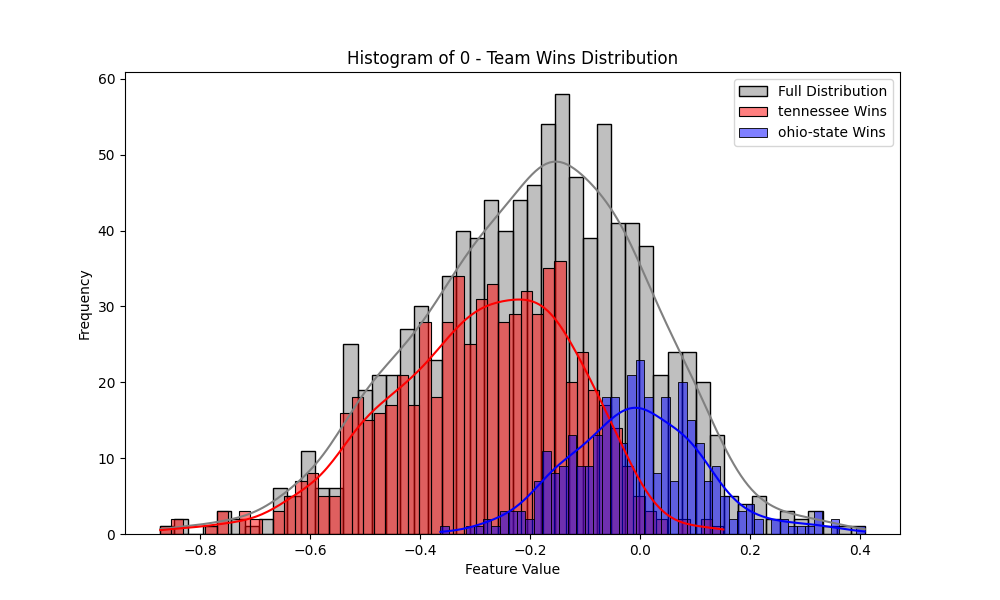 Histogram of 0 - Team Wins Distribution
Full Distribution
tennessee Wins
ohio-state Wins
Frequency
60
50
40
30
20
10
0
−0.8 −0.6 −0.4 −0.2 0.0 0.2 0.4
Feature Value